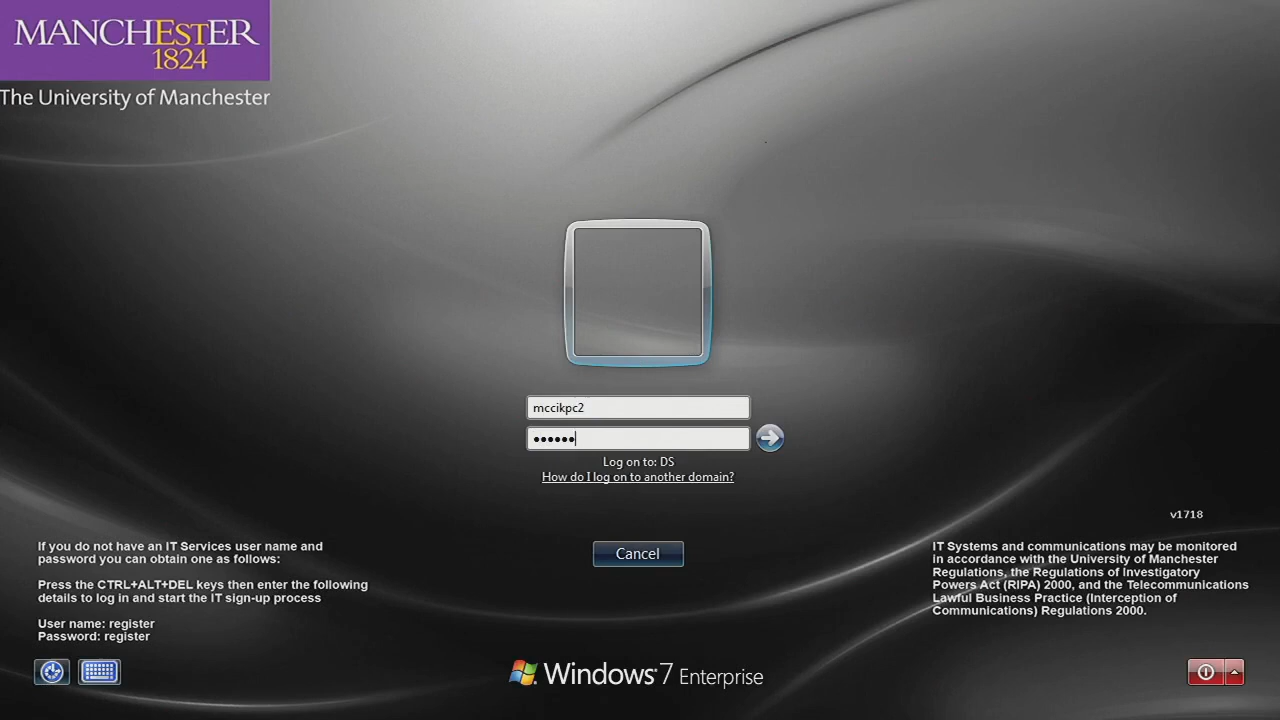 MANCHESTER
1824
The University of Manchester
mccikpc2
••••••
Log on to: DS
How do I log on to another domain?
Cancel
v1718
If you do not have an IT Services user name and
password you can obtain one as follows:
Press the CTRL+ALT+DEL keys then enter the following
details to log in and start the IT sign-up process
User name: register
Password: register
IT Systems and communications may be monitored
in accordance with the University of Manchester
Regulations, the Regulations of Investigatory
Powers Act (RIPA) 2000, and the Telecommunications
Lawful Business Practice (Interception of
Communications) Regulations 2000.
Windows 7 Enterprise